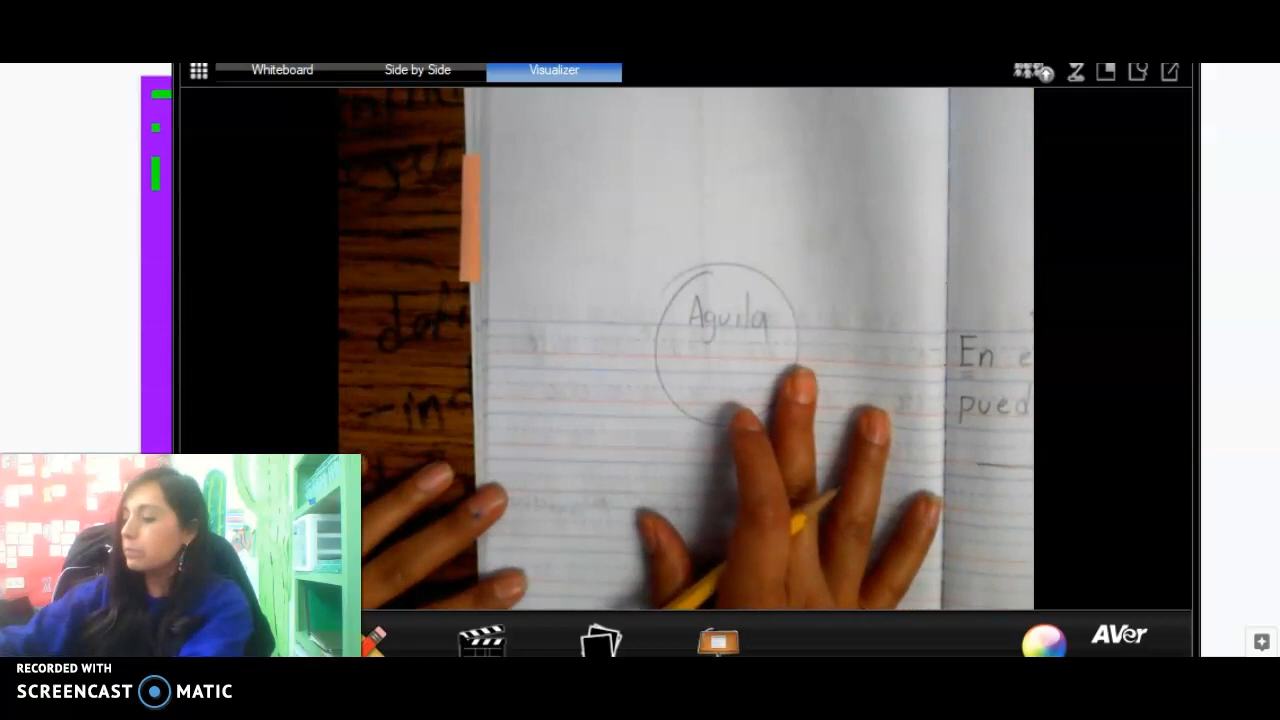 Whiteboard
Side by Side
Visualizer
Aguila
En e
pued
AVer
RECORDED WITH
SCREENCAST MATIC